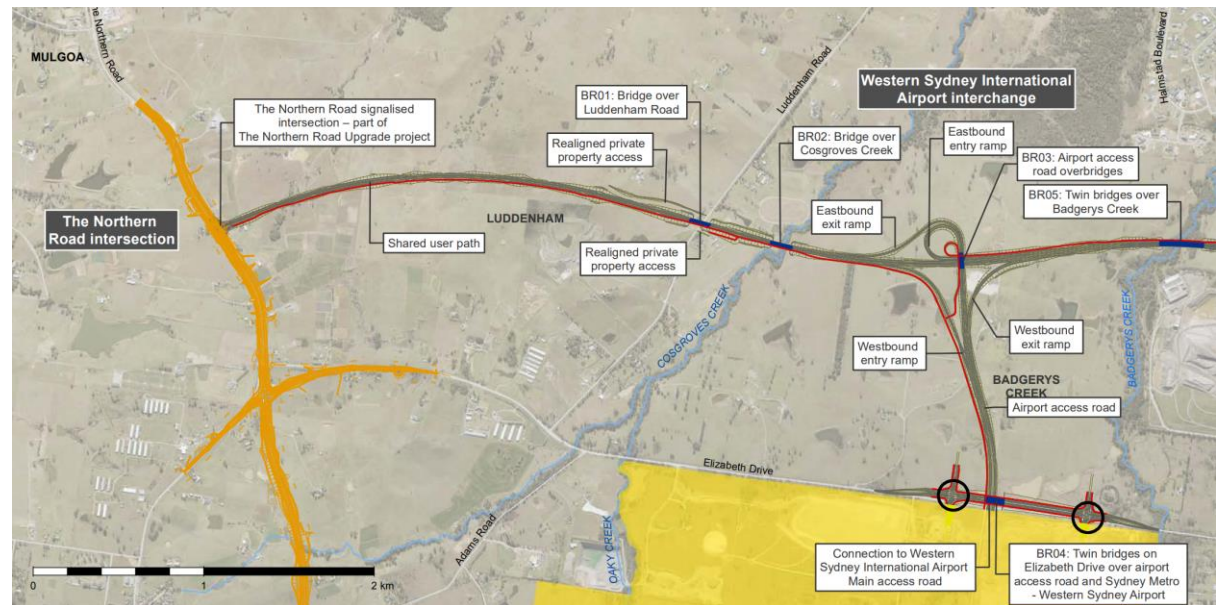 MULGOA
The Northern Road
The Northern Road signalised
intersection – part of
The Northern Road Upgrade project
BR01: Bridge over
Luddenham Road
Realigned private
property access
Luddenham Road
Western Sydney International
Airport interchange
Hamstad Boulevard
BR02: Bridge over
Cosgroves Creek
Eastbound
entry ramp
BR03: Airport access
road overbridges
BR05: Twin bridges over
Badgerys Creek
The Northern
Road intersection
Shared user path
LUDDENHAM
Realigned private
property access
Eastbound
exit ramp
COSGROVES CREEK
Westbound
entry ramp
Westbound
exit ramp
BADGERYS CREEK
BADGERYS
CREEK
Airport access road
Elizabeth Drive
Adams Road
OAKY CREEK
Connection to Western
Sydney International Airport
Main access road
BR04: Twin bridges on
Elizabeth Drive over airport
access road and Sydney Metro
- Western Sydney Airport
0 1 2 km